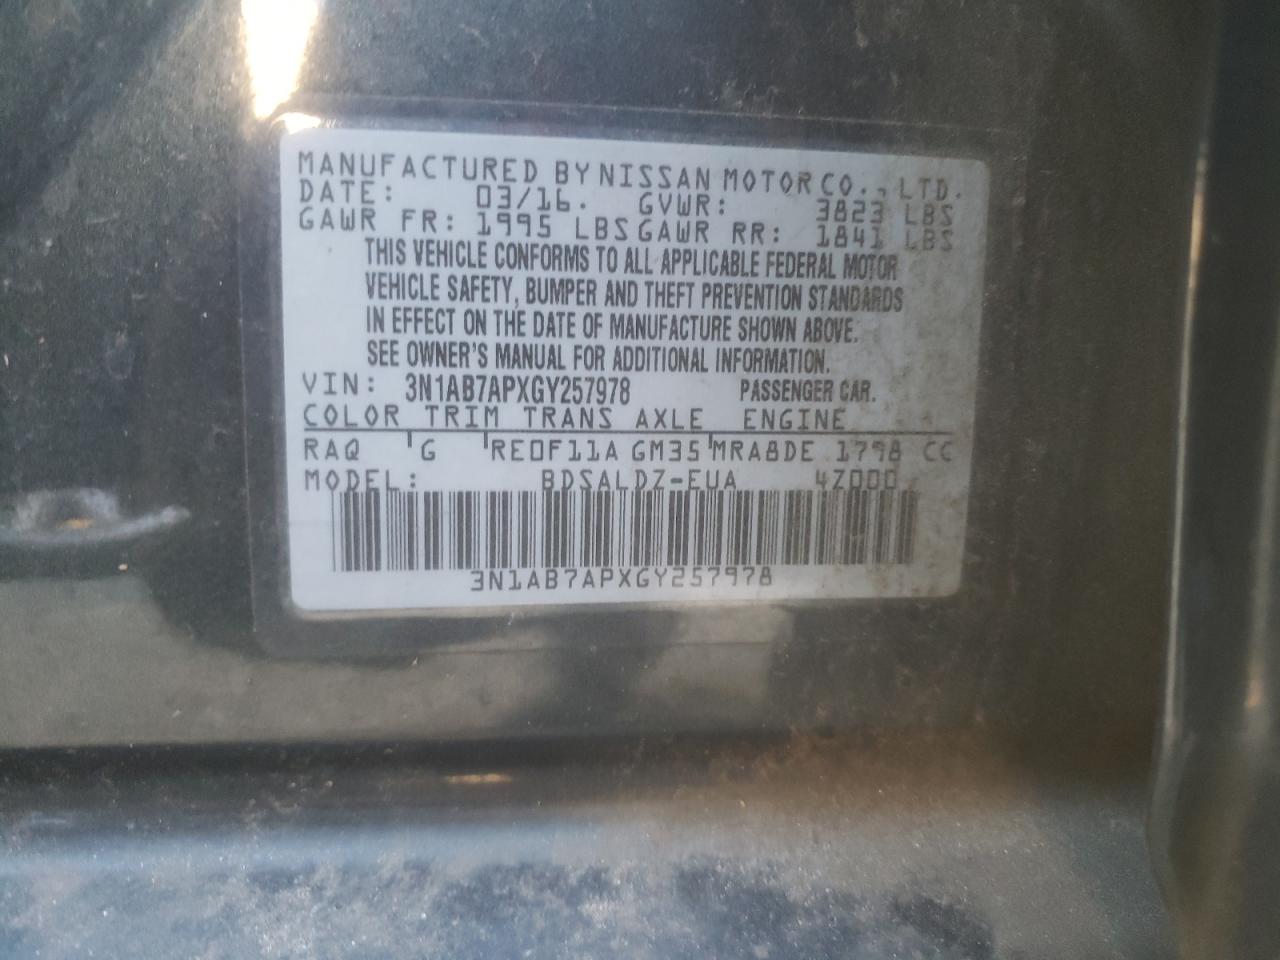 MANUFACTURED BY NISSAN MOTOR CO., LTD.
DATE: 03/16. GVWR: 3823 LBS
GAWR FR: 1995 LBS GAWR RR: 1841 LBS
THIS VEHICLE CONFORMS TO ALL APPLICABLE FEDERAL MOTOR
VEHICLE SAFETY, BUMPER AND THEFT PREVENTION STANDARDS
IN EFFECT ON THE DATE OF MANUFACTURE SHOWN ABOVE.
SEE OWNER'S MANUAL FOR ADDITIONAL INFORMATION.
VIN: 3N1AB7APXGY257978 PASSENGER CAR.
COLOR TRIM TRANS AXLE ENGINE
RAQ G RE0F11A GM35 MRA8DE 1798 CC
MODEL: BDSALDZ-EUA 4Z000
3N1AB7APXGY257978